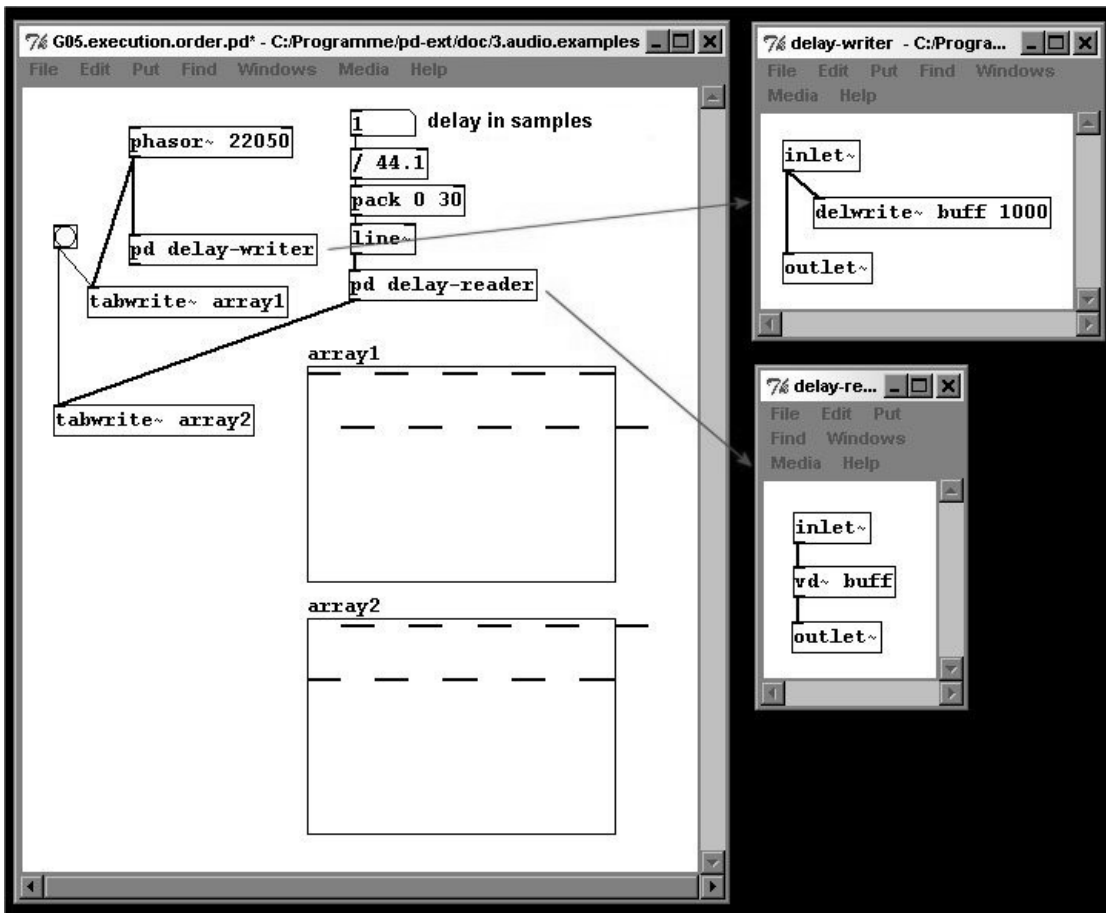 G05.execution.order.pd* - C:/Programme/pd-ext/doc/3.audio.examples
File Edit Put Find Windows Media Help
1 delay in samples
phasor~ 22050
/ 44.1
pack 0 30
line~
pd delay-writer
pd delay-reader
tabwrite~ array1
array1
tabwrite~ array2
array2
delay-writer - C:/Progra...
File Edit Put Find Windows
Media Help
inlet~
delwrite~ buff 1000
outlet~
delay-re...
File Edit Put
Find Windows
Media Help
inlet~
vd~ buff
outlet~